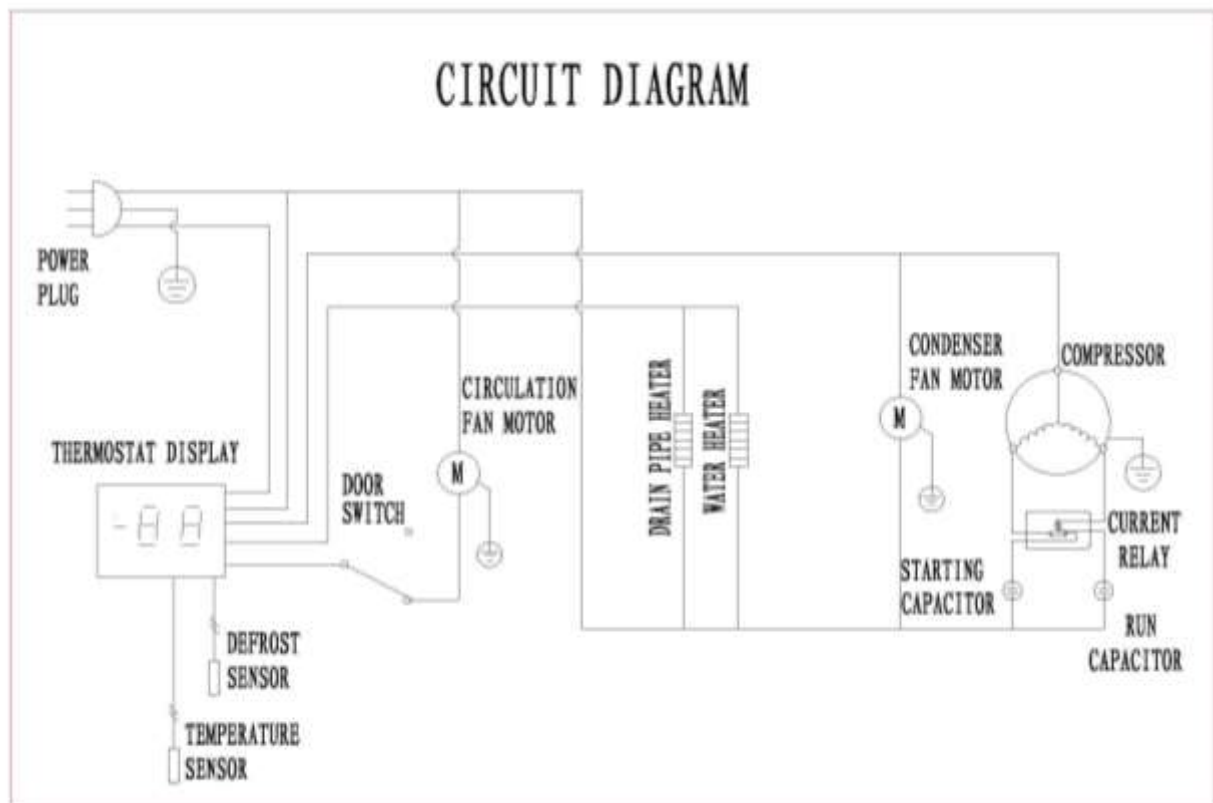 CIRCUIT DIAGRAM
POWER
PLUG
THERMOSTAT DISPLAY
-88
DOOR
SWITCH
CIRCULATION
FAN MOTOR
M
DRAIN PIPE HEATER
WATER HEATER
CONDENSER
FAN MOTOR
M
COMPRESSOR
CURRENT
RELAY
STARTING
CAPACITOR
RUN
CAPACITOR
DEFROST
SENSOR
TEMPERATURE
SENSOR